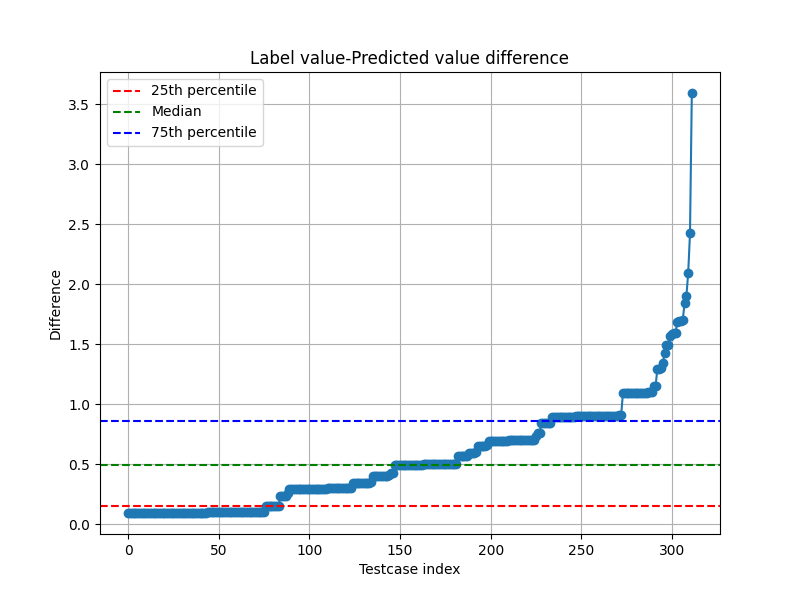 Label value-Predicted value difference
25th percentile
Median
75th percentile
3.5
3.0
2.5
2.0
1.5
1.0
0.5
0.0
Difference
0 50 100 150 200 250 300
Testcase index